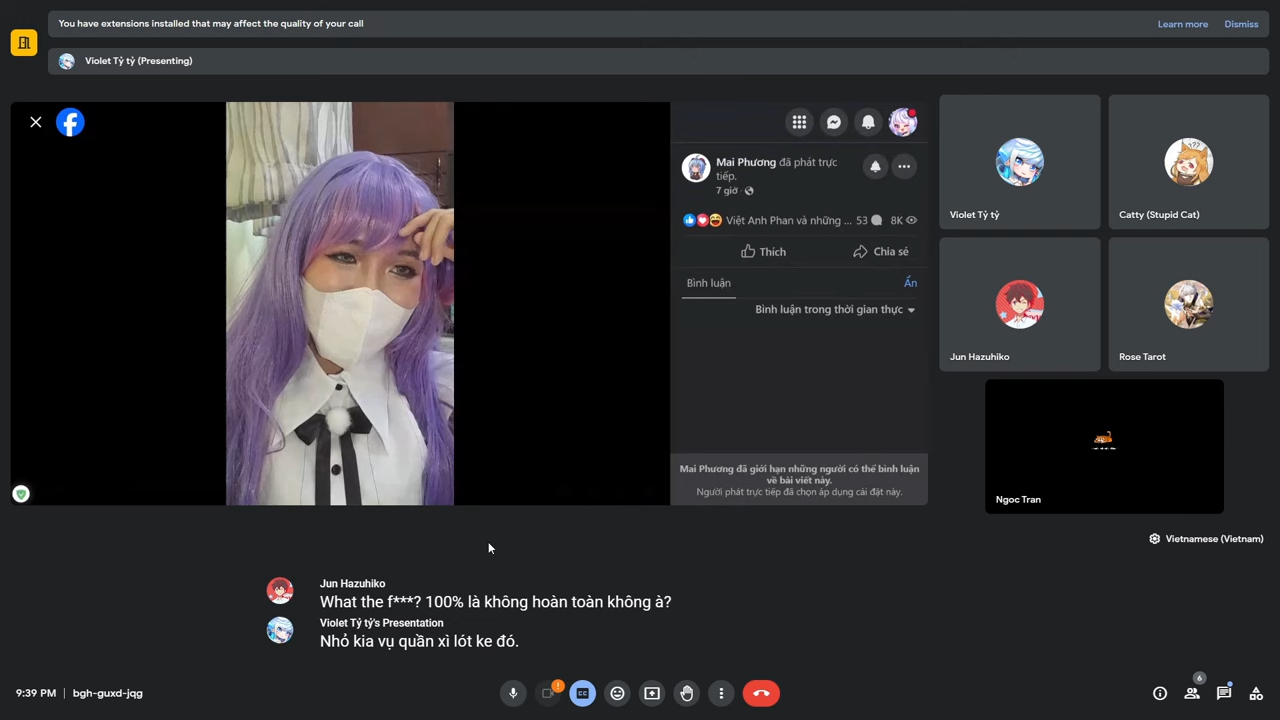 You have extensions installed that may affect the quality of your call
Learn more
Dismiss
Violet Tỷ tỷ (Presenting)
Mai Phương đã phát trực
tiếp.
7 giờ
Việt Anh Phan và những ... 53 8K
Thích
Chia sẻ
Bình luận
Ẩn
Bình luận trong thời gian thực
Mai Phương đã giới hạn những người có thể bình luận
về bài viết này.
Người phát trực tiếp đã chọn áp dụng cài đặt này.
??
Violet Tỷ tỷ
Catty (Stupid Cat)
Jun Hazuhiko
Rose Tarot
Ngoc Tran
Vietnamese (Vietnam)
Jun Hazuhiko
What the f***? 100% là không hoàn toàn không à?
Violet Tỷ tỷ's Presentation
Nhỏ kia vụ quần xì lót ke đó.
9:39 PM | bgh-guxd-jqg
!
CC
6